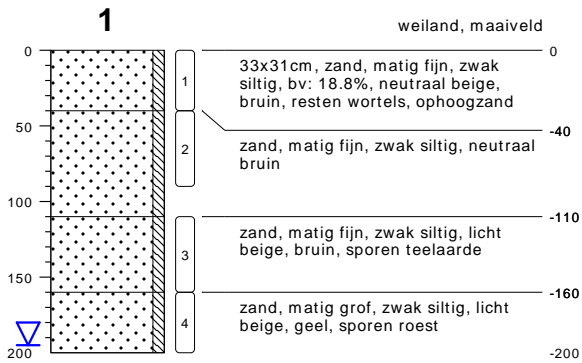 1
weiland, maaiveld
0
0
1
33x31cm, zand, matig fijn, zwak
siltig, bv: 18.8%, neutraal beige,
bruin, resten wortels, ophoogzand
50
-40
2
zand, matig fijn, zwak siltig, neutraal
bruin
100
-110
3
zand, matig fijn, zwak siltig, licht
beige, bruin, sporen teelaarde
150
-160
4
zand, matig grof, zwak siltig, licht
beige, geel, sporen roest
200
-200